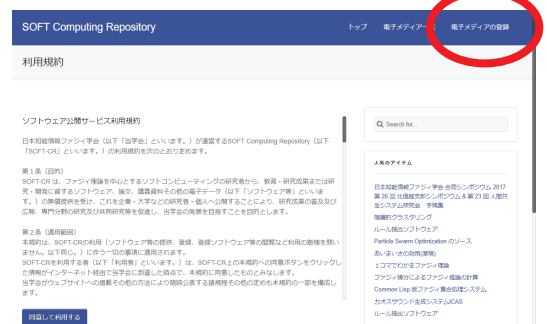 SOFT Computing Repository
トップ 電子メディア一 電子メディアの登録
利用規約
ソフトウェア公開サービス利用規約
日本知能情報ファジィ学会（以下「当学会」といいます。）が運営するSOFT Computing Repository（以下
「SOFT-CR」といいます。）の利用規約を次のとおり定めます。
第１条（目的）
SOFT-CR は、ファジィ理論を中心とするソフトコンピューティングの研究者から、教育・研究成果または研
究・開発に資するソフトウェア、論文、講義資料その他の電子データ（以下「ソフトウェア等」といいま
す。）の無償提供を受け、これを企業・大学などの研究者・個人へ公開することにより、研究成果の普及及び
広報、専門分野の研究及び共同研究等を促進し、当学会の発展を目指すことを目的とします。
第２条（適用範囲）
本規約は、SOFT-CRの利用（ソフトウェア等の提供、登録、登録ソフトウェア等の閲覧など利用の態様を問い
ません。以下同じ。）に伴う一切の事項に適用されます。
SOFT-CRを利用する者（以下「利用者」といいます。）は、SOFT-CR上の本規約への同意ボタンをクリックし
た情報がインターネット経由で当学会に到達した時点で、本規約に同意したものとみなします。
当学会がウェブサイトへの掲載その他の方法により随時公表する諸規程その他の定めも本規約の一部を構成し
ます。
同意して利用する
Search for...
人気のアイテム
日本知能情報ファジィ学会 合同シンポジウム 2017
第 26 回 北信越支部シンポジウム & 第 23 回 人間共
生システム研究会 予稿集
階層的クラスタリング
ルール抽出ソフトウェア
Particle Swarm Optimization のソース
あいまいさの効用(原稿)
１コマでわかるファジィ理論
ファジィ積分によるファジィ推論の計算
Common Lisp 版ファジィ集合処理システム
カオスサウンド生成システムICAS
ルール抽出ソフトウェア